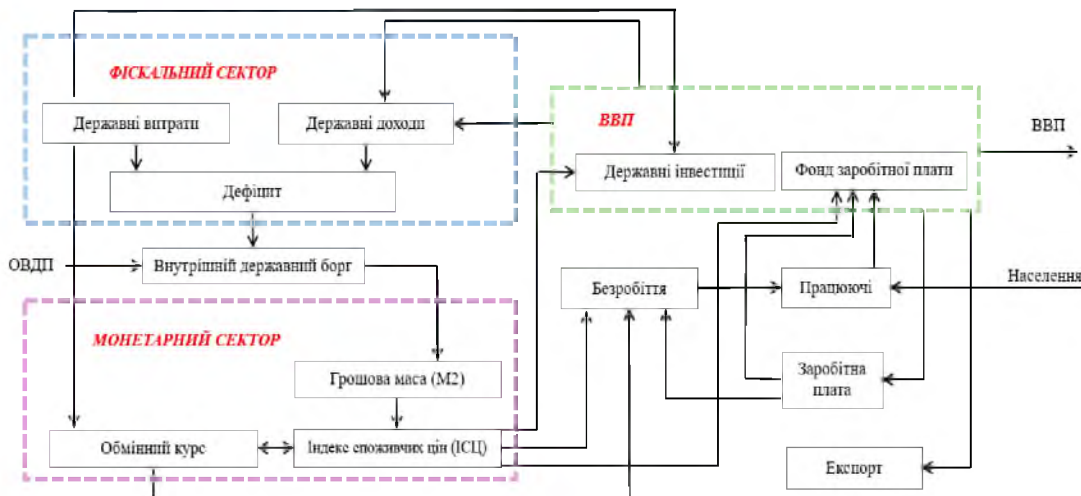 ФІСКАЛЬНИЙ СЕКТОР
Державні витрати
Державні доходи
Дефіцит
ВВП
Державні інвестиції
Фонд заробітної плати
ВВП
ОВДП
Внутрішній державний борг
Безробіття
Працюючі
Населення
МОНЕТАРНИЙ СЕКТОР
Грошова маса (М2)
Заробітна
плата
Обмінний курс
Індекс споживчих цін (ІСЦ)
Експорт